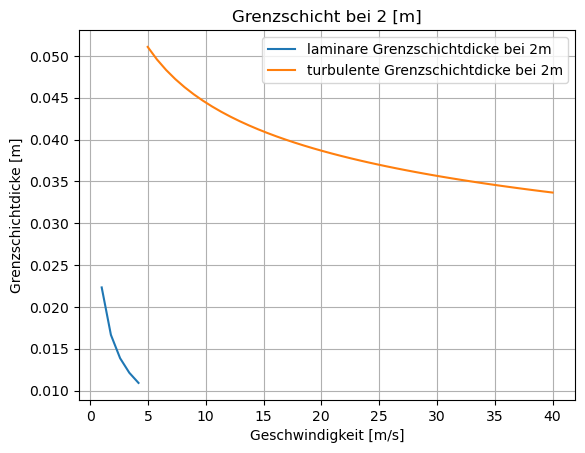 Grenzschicht bei 2 [m]
laminare Grenzschichtdicke bei 2m
turbulente Grenzschichtdicke bei 2m
Grenzschichtdicke [m]
0.050
0.045
0.040
0.035
0.030
0.025
0.020
0.015
0.010
0 5 10 15 20 25 30 35 40
Geschwindigkeit [m/s]